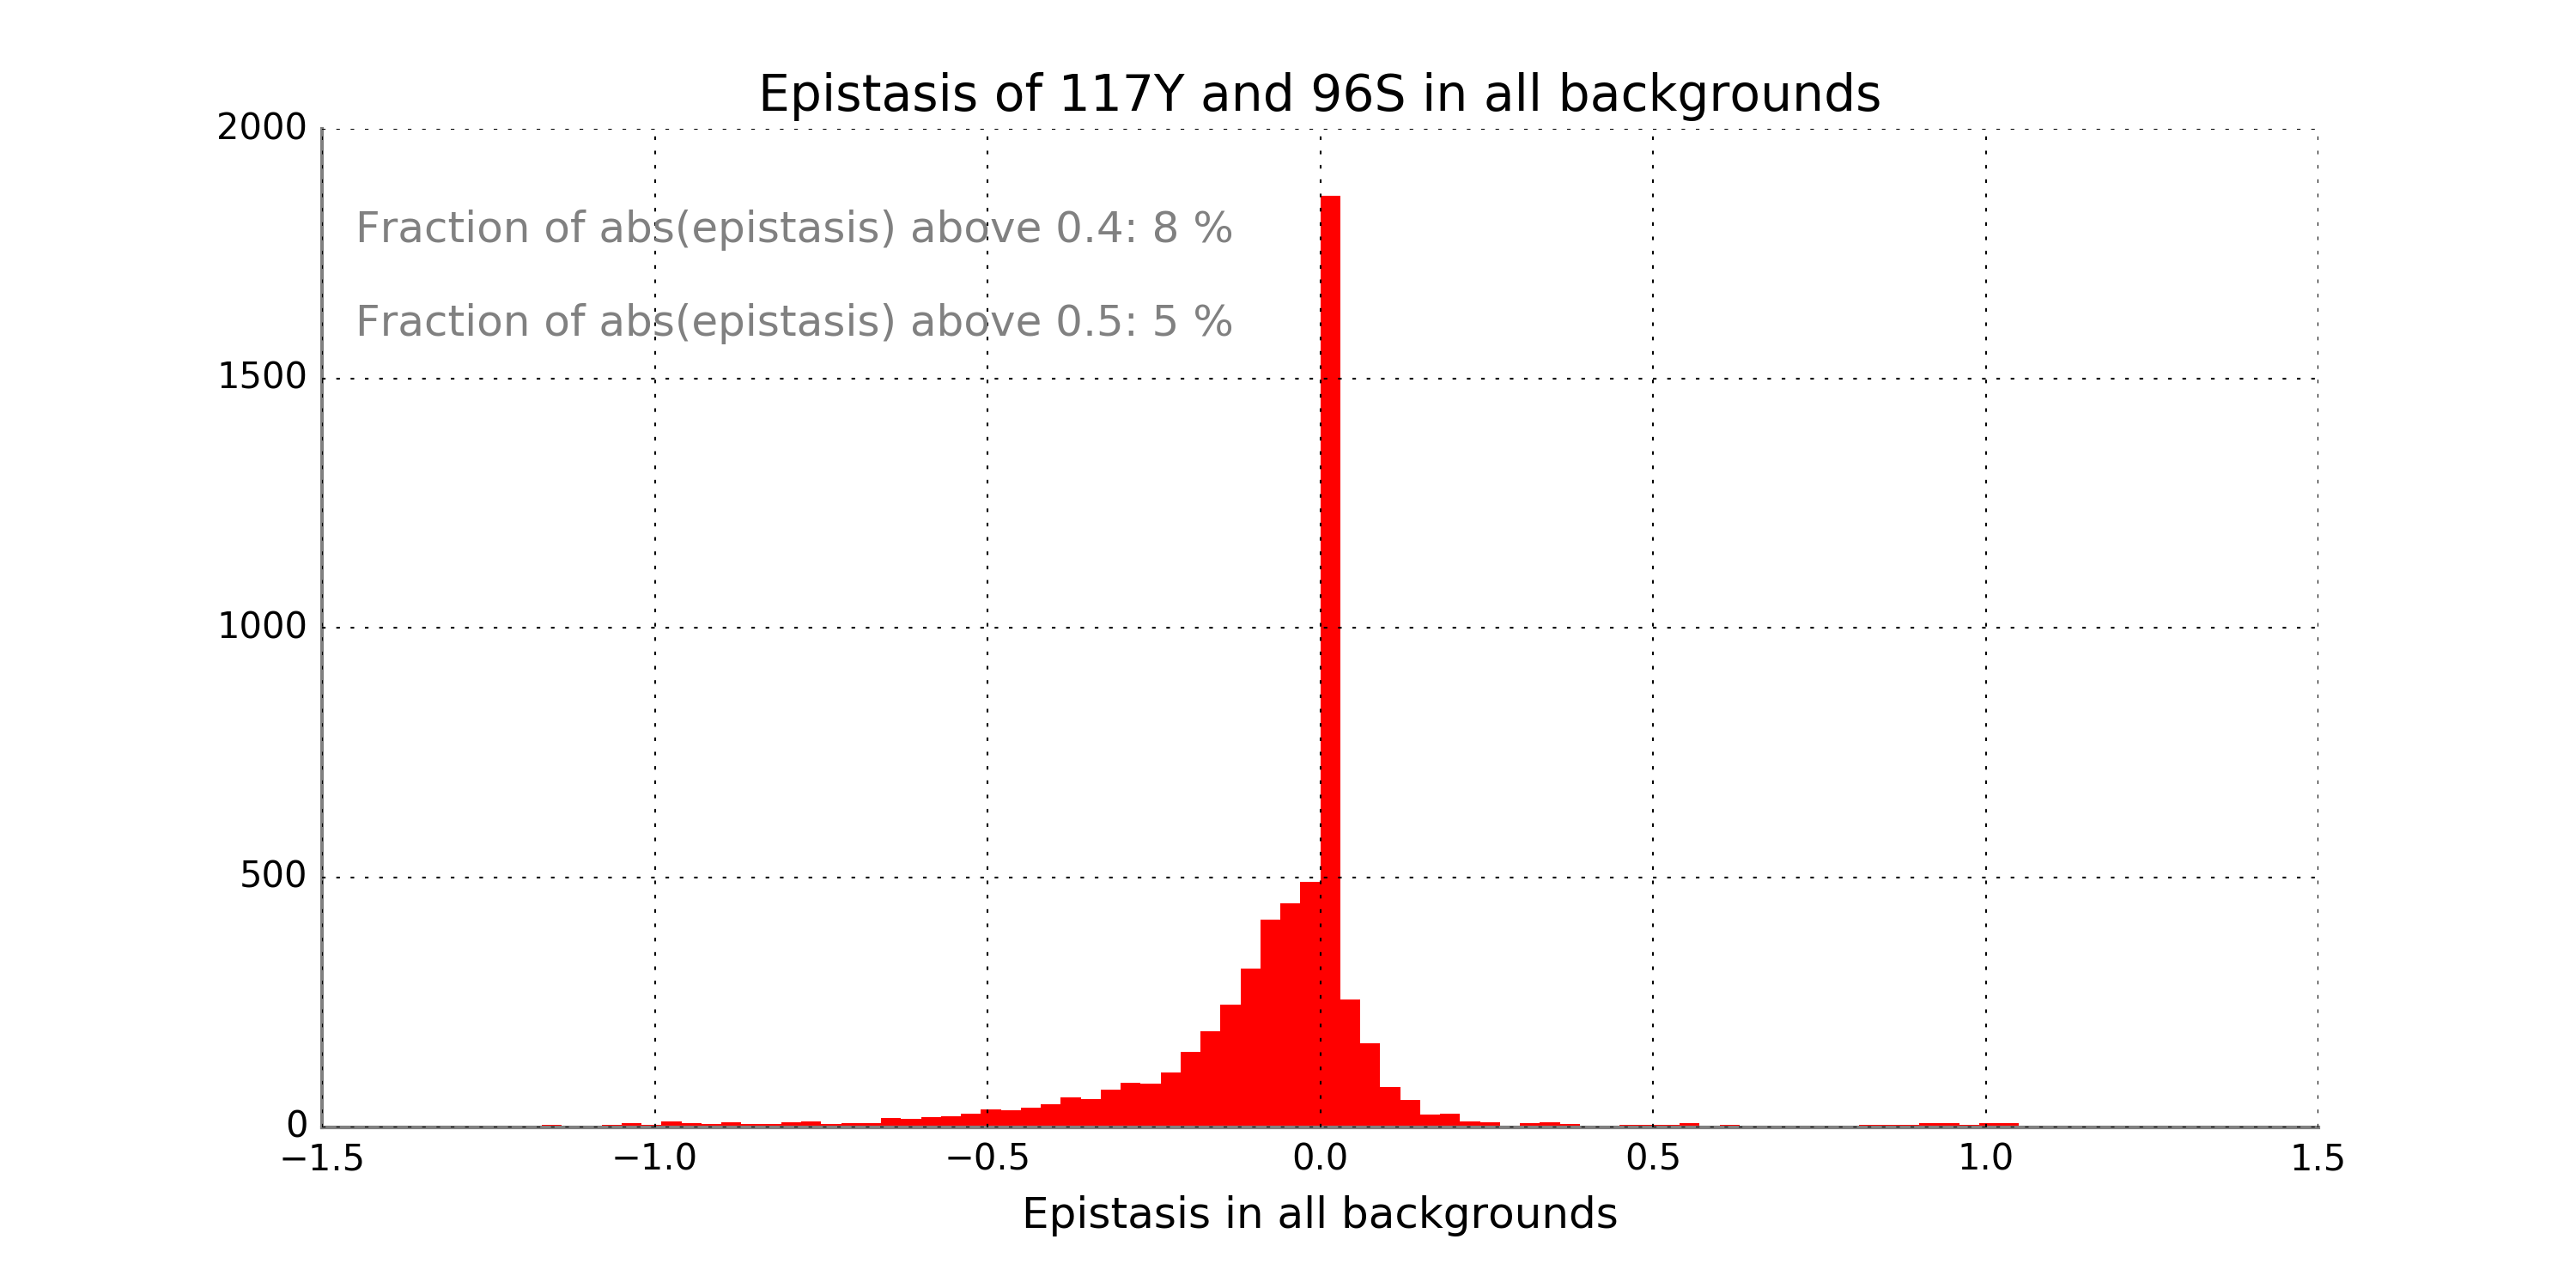 Epistasis of 117Y and 96S in all backgrounds
2000
Fraction of abs(epistasis) above 0.4: 8 %
Fraction of abs(epistasis) above 0.5: 5 %
1500
1000
500
0
−1.5 −1.0 −0.5 0.0 0.5 1.0 1.5
Epistasis in all backgrounds